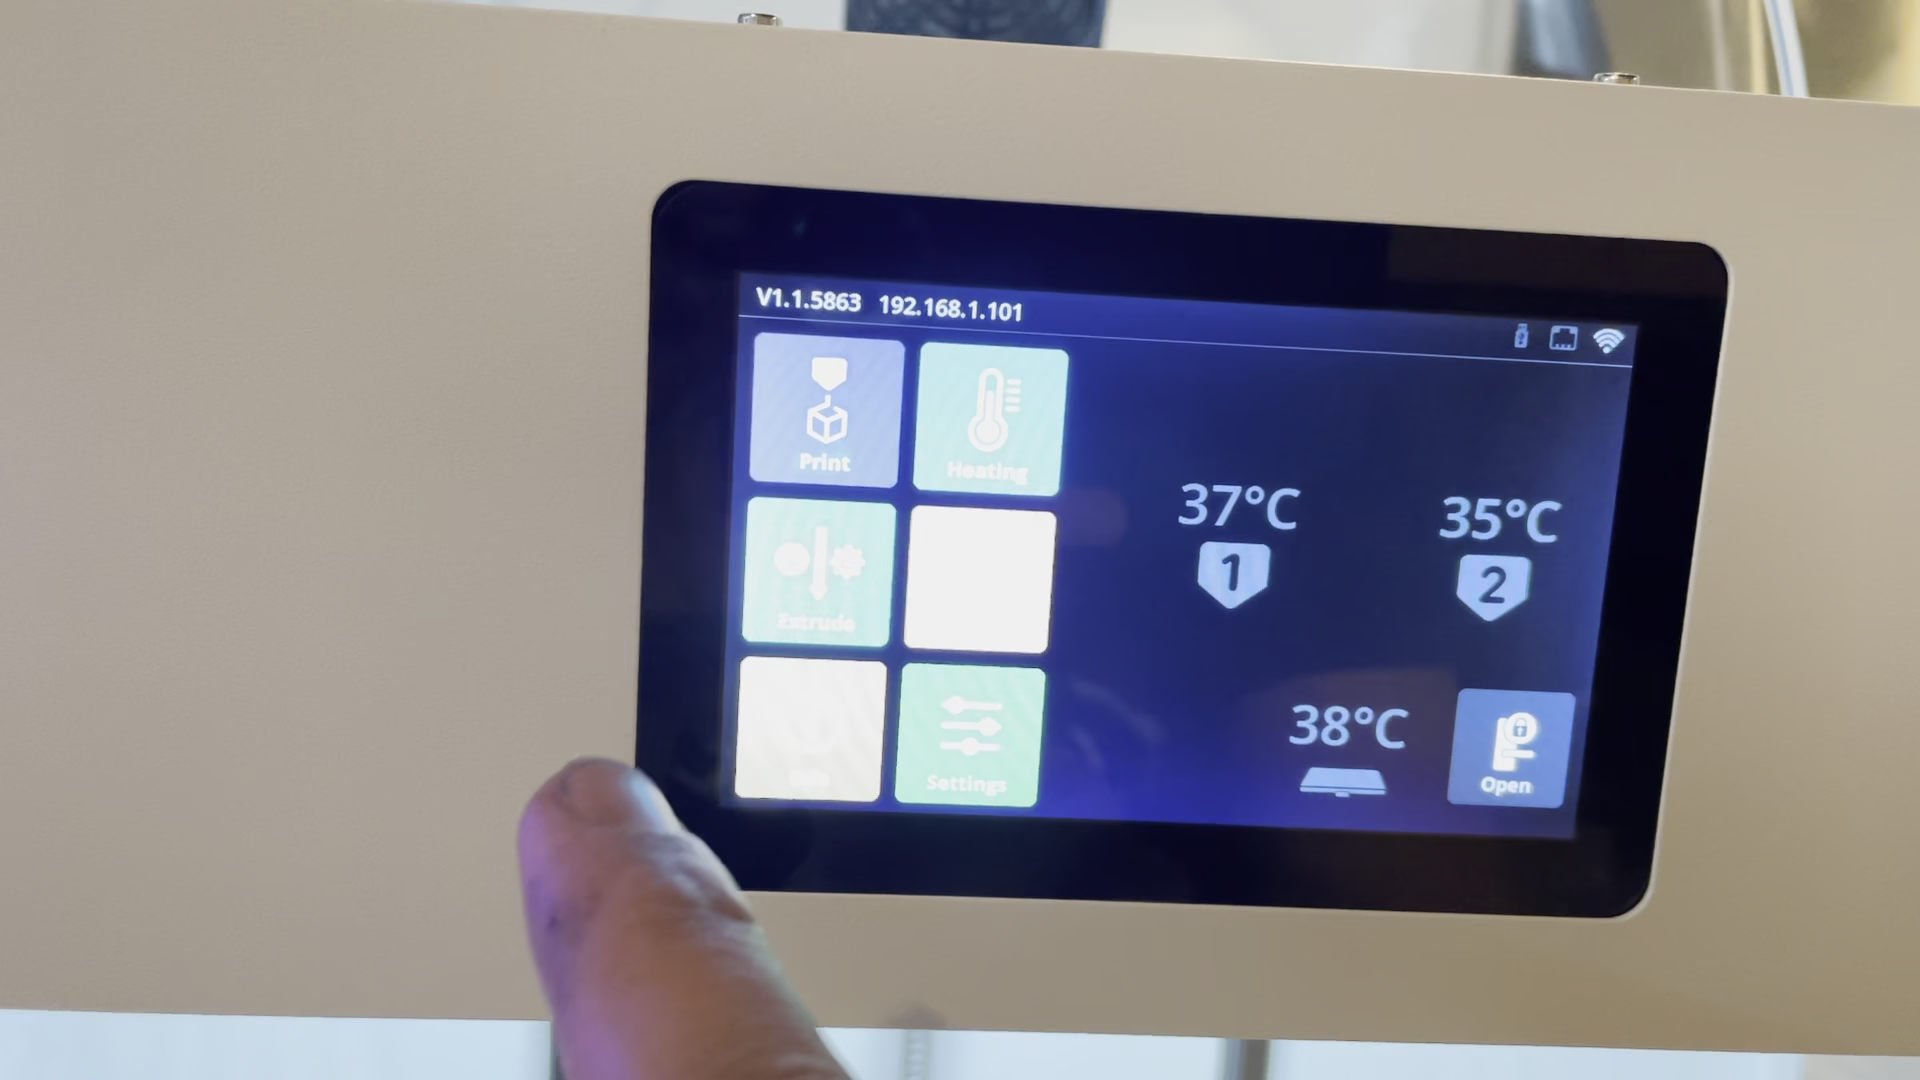 V1.1.5863 192.168.1.101
Print
Heating
37°C
35°C
1
2
Extrude
38°C
Settings
Open